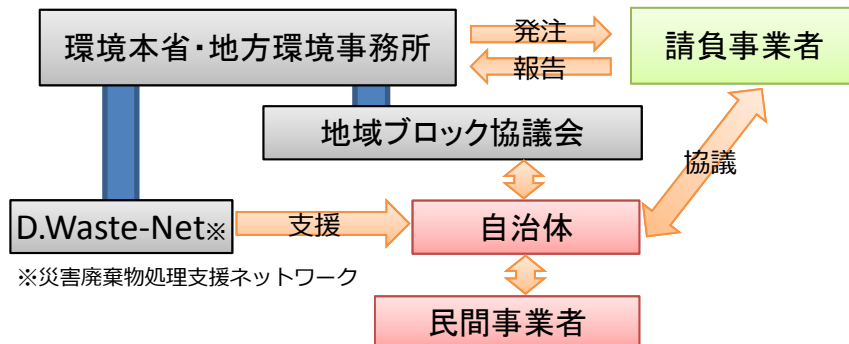 環境本省・地方環境事務所
発注
報告
請負事業者
地域ブロック協議会
協議
D.Waste-Net※
支援
自治体
※災害廃棄物処理支援ネットワーク
民間事業者